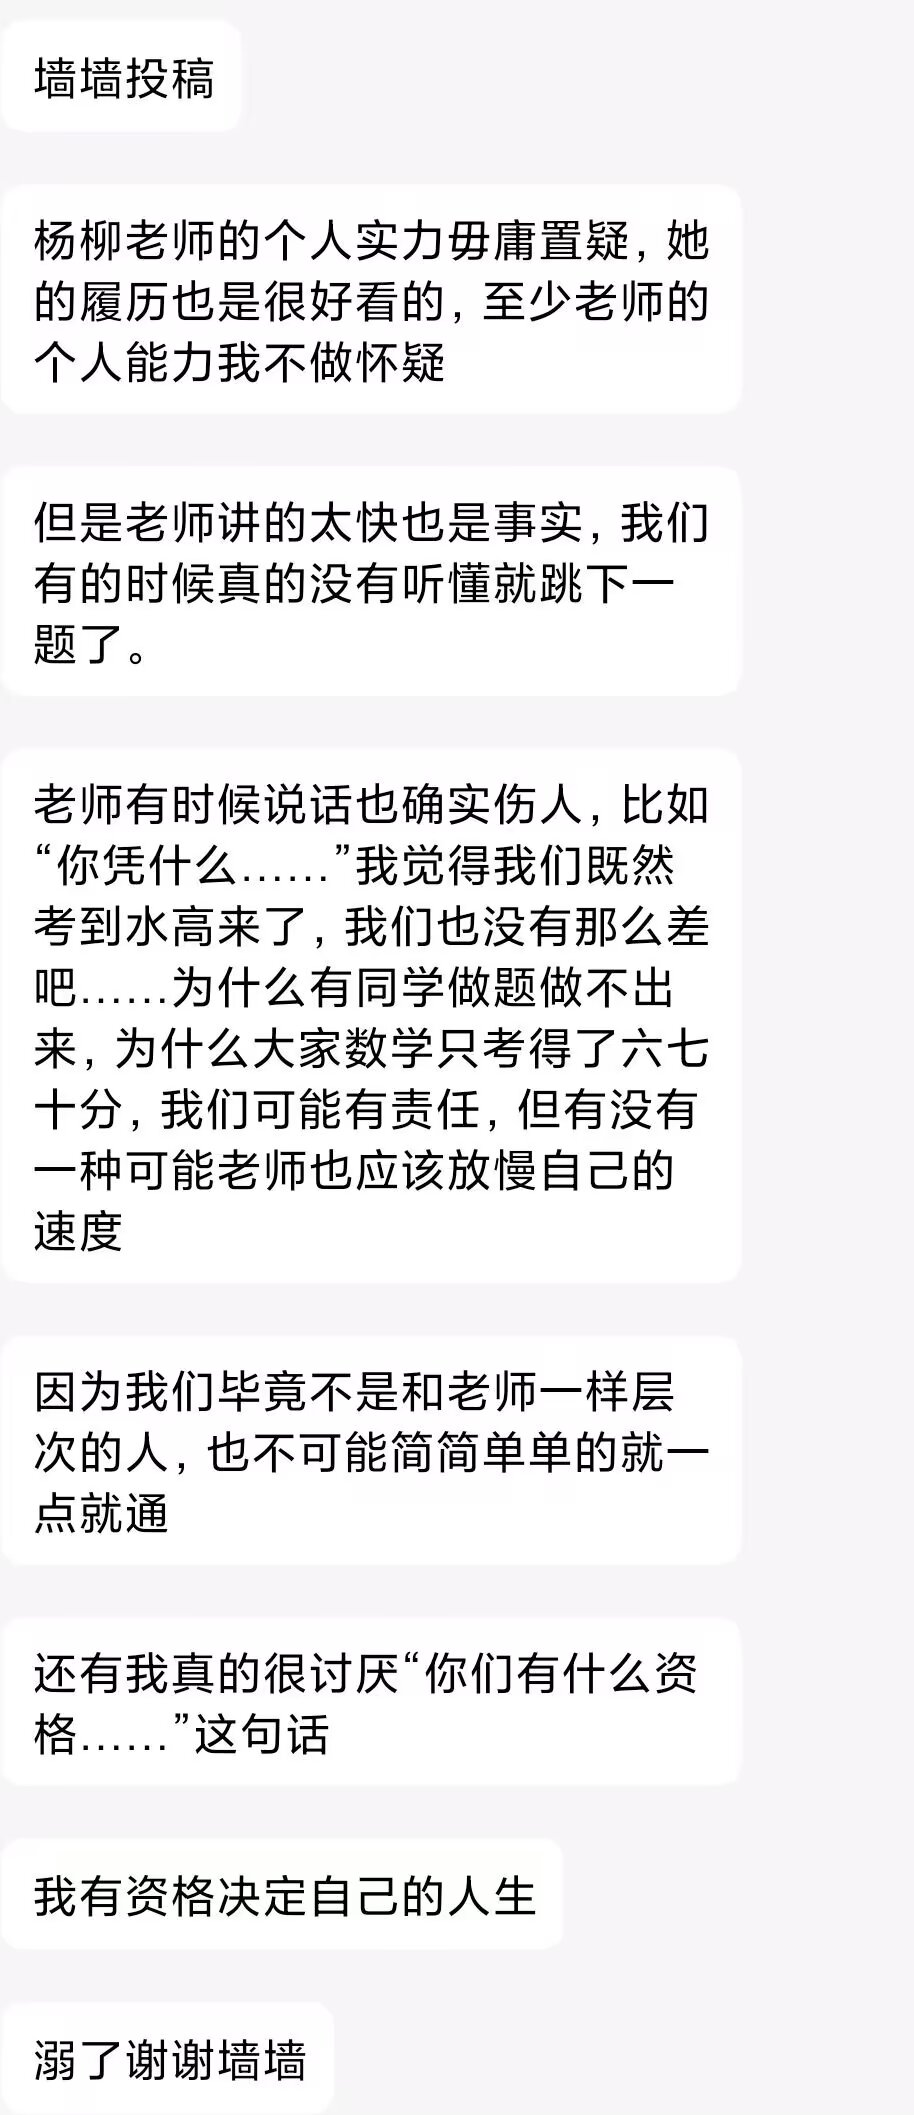 墙墙投稿
杨柳老师的个人实力毋庸置疑，她
的履历也是很好看的，至少老师的
个人能力我不做怀疑
但是老师讲的太快也是事实，我们
有的时候真的没有听懂就跳下一
题了。
老师有时候说话也确实伤人，比如
“你凭什么……”我觉得我们既然
考到水高来了，我们也没有那么差
吧……为什么有同学做题做不出
来，为什么大家数学只考得了六七
十分，我们可能有责任，但有没有
一种可能老师也应该放慢自己的
速度
因为我们毕竟不是和老师一样层
次的人，也不可能简简单单的就一
点就通
还有我真的很讨厌“你们有什么资
格……”这句话
我有资格决定自己的人生
溺了谢谢墙墙